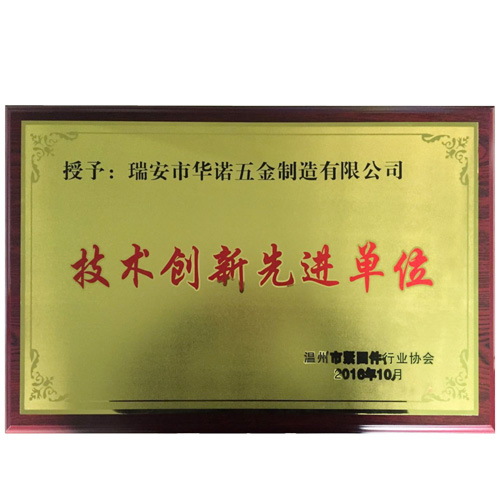 授予：瑞安市华诺五金制造有限公司
技术创新先进单位
温州市紧固件行业协会
2016年10月